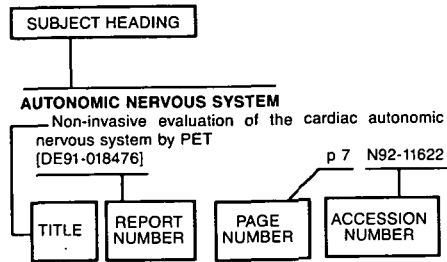 SUBJECT HEADING
AUTONOMIC NERVOUS SYSTEM
Non-invasive evaluation of the cardiac autonomic
nervous system by PET
[DE91-018476] p 7 N92-11622
TITLE REPORT NUMBER PAGE NUMBER ACCESSION NUMBER